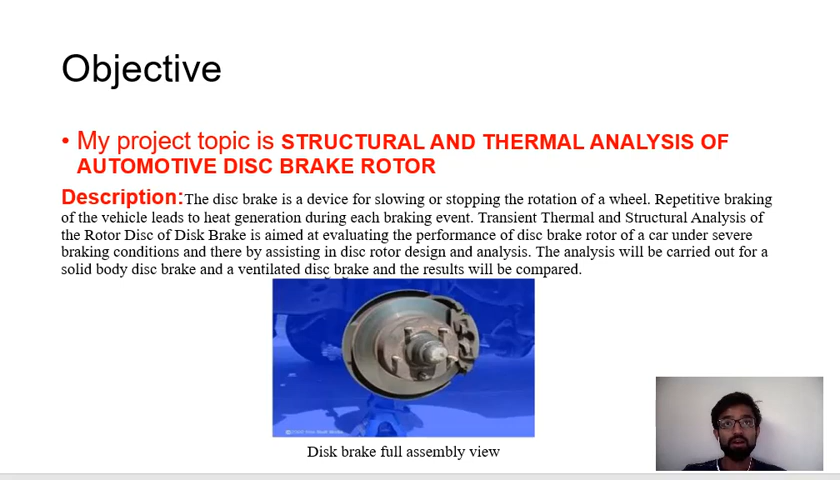 Objective
• My project topic is STRUCTURAL AND THERMAL ANALYSIS OF
AUTOMOTIVE DISC BRAKE ROTOR
Description:The disc brake is a device for slowing or stopping the rotation of a wheel. Repetitive braking
of the vehicle leads to heat generation during each braking event. Transient Thermal and Structural Analysis of
the Rotor Disc of Disk Brake is aimed at evaluating the performance of disc brake rotor of a car under severe
braking conditions and there by assisting in disc rotor design and analysis. The analysis will be carried out for a
solid body disc brake and a ventilated disc brake and the results will be compared.
Disk brake full assembly view